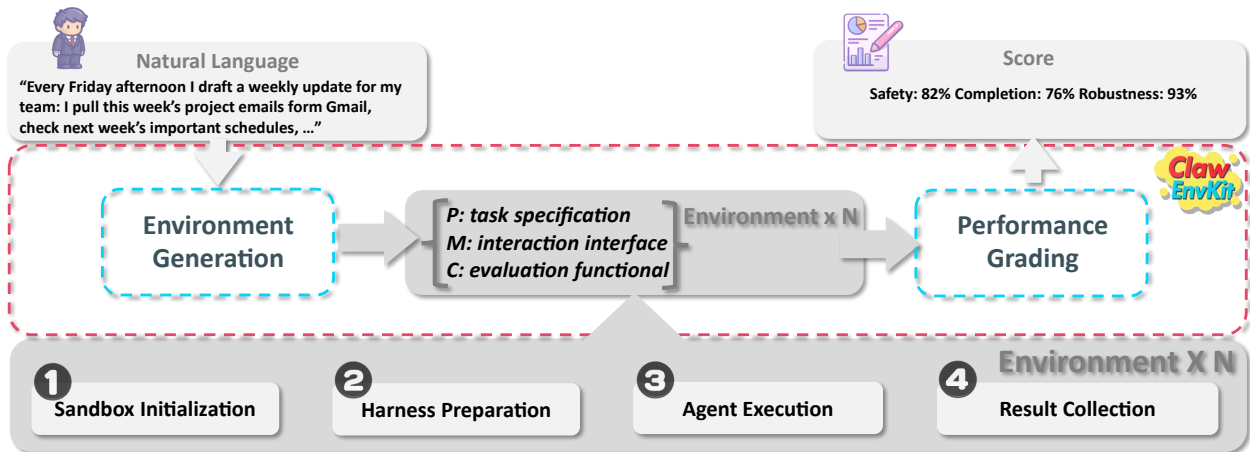 Natural Language
“Every Friday afternoon I draft a weekly update for my
team: I pull this week’s project emails form Gmail,
check next week’s important schedules, …”
Score
Safety: 82% Completion: 76% Robustness: 93%
Claw
EnvKit
Environment
Generation
P: task specification
M: interaction interface
C: evaluation functional
Environment x N
Performance
Grading
Environment X N
1
Sandbox Initialization
2
Harness Preparation
3
Agent Execution
4
Result Collection